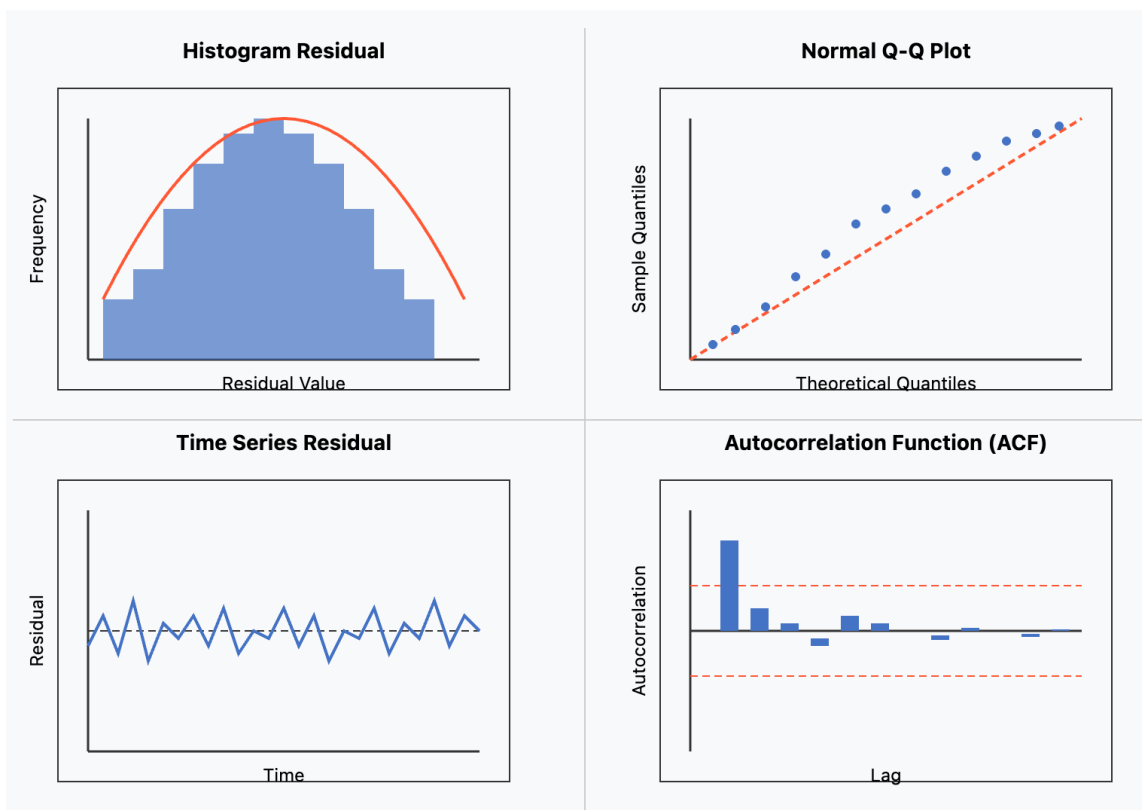 Histogram Residual
Frequency
Residual Value
Normal Q-Q Plot
Sample Quantiles
Theoretical Quantiles
Time Series Residual
Residual
Time
Autocorrelation Function (ACF)
Autocorrelation
Lag